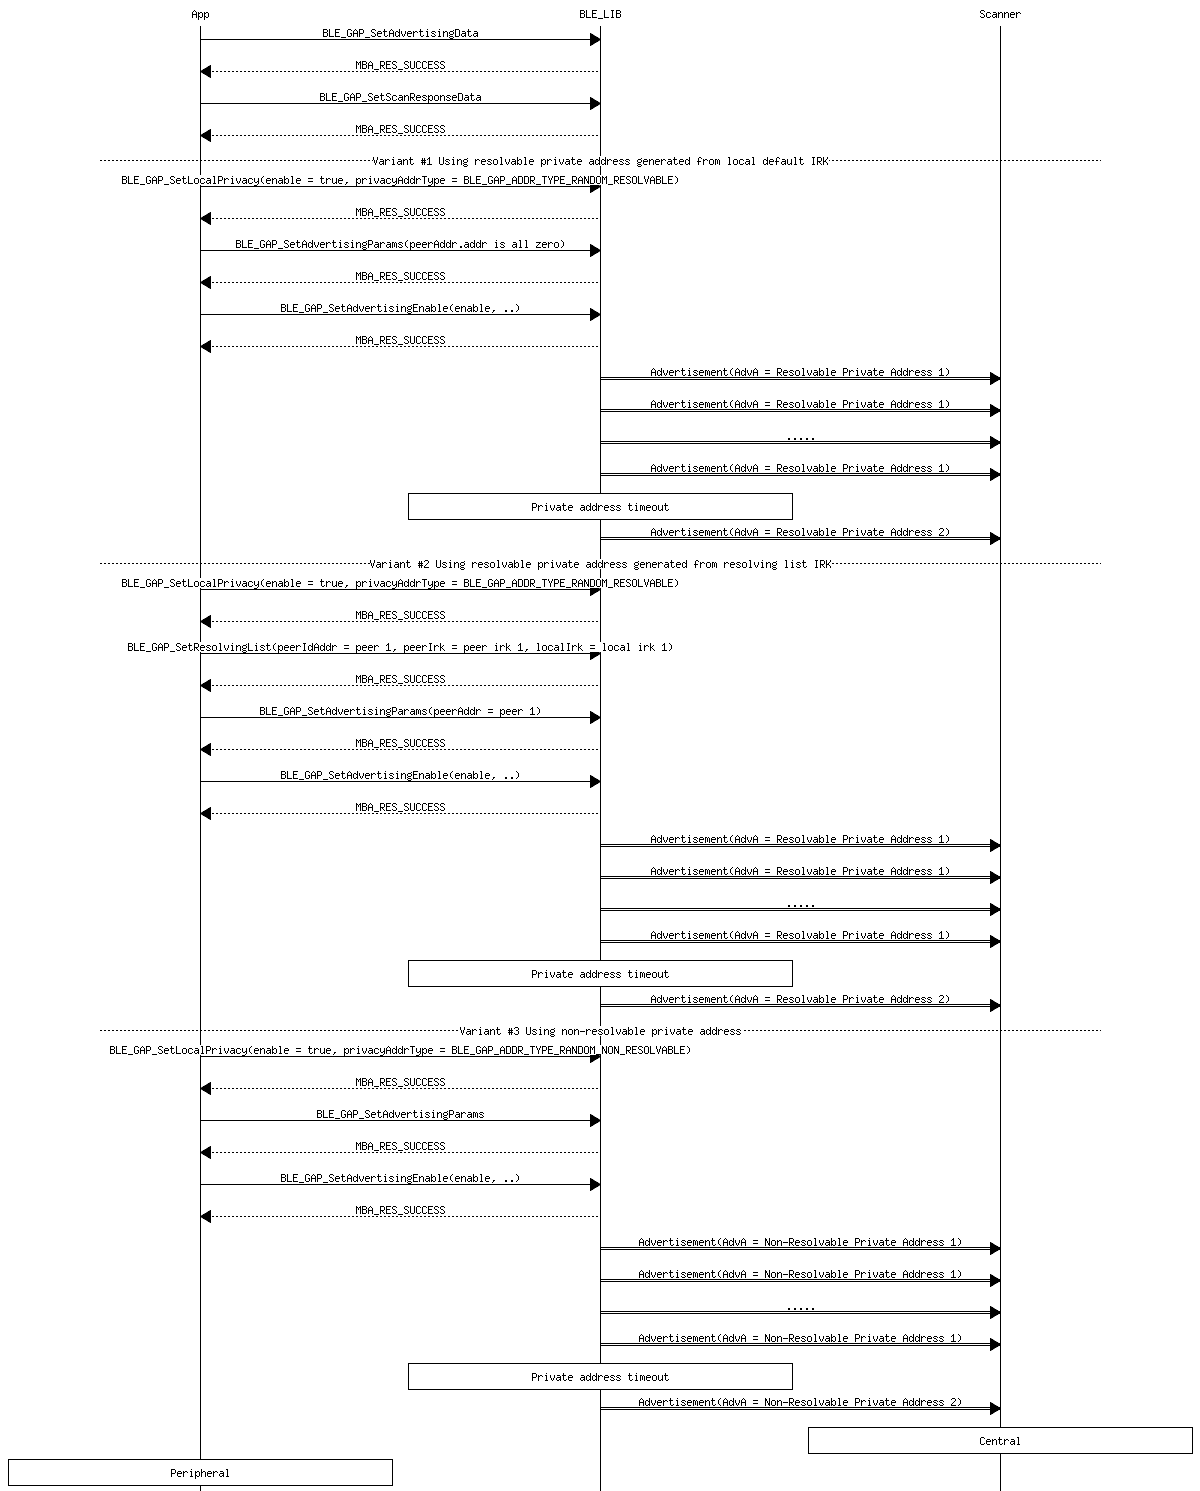 App BLE_LIB Scanner
BLE_GAP_SetAdvertisingData
MBA_RES_SUCCESS
BLE_GAP_SetScanResponseData
MBA_RES_SUCCESS
Variant #1 Using resolvable private address generated from local default IRK
BLE_GAP_SetLocalPrivacy(enable = true, privacyAddrType = BLE_GAP_ADDR_TYPE_RANDOM_RESOLVABLE)
MBA_RES_SUCCESS
BLE_GAP_SetAdvertisingParams(peerAddr.addr is all zero)
MBA_RES_SUCCESS
BLE_GAP_SetAdvertisingEnable(enable, ..)
MBA_RES_SUCCESS
Advertisement(AdvA = Resolvable Private Address 1)
Advertisement(AdvA = Resolvable Private Address 1)
.....
Advertisement(AdvA = Resolvable Private Address 1)
Private address timeout
Advertisement(AdvA = Resolvable Private Address 2)
Variant #2 Using resolvable private address generated from resolving list IRK
BLE_GAP_SetLocalPrivacy(enable = true, privacyAddrType = BLE_GAP_ADDR_TYPE_RANDOM_RESOLVABLE)
MBA_RES_SUCCESS
BLE_GAP_SetResolvingList(peerIdAddr = peer 1, peerIrk = peer irk 1, localIrk = local irk 1)
MBA_RES_SUCCESS
BLE_GAP_SetAdvertisingParams(peerAddr = peer 1)
MBA_RES_SUCCESS
BLE_GAP_SetAdvertisingEnable(enable, ..)
MBA_RES_SUCCESS
Advertisement(AdvA = Resolvable Private Address 1)
Advertisement(AdvA = Resolvable Private Address 1)
.....
Advertisement(AdvA = Resolvable Private Address 1)
Private address timeout
Advertisement(AdvA = Resolvable Private Address 2)
Variant #3 Using non-resolvable private address
BLE_GAP_SetLocalPrivacy(enable = true, privacyAddrType = BLE_GAP_ADDR_TYPE_RANDOM_NON_RESOLVABLE)
MBA_RES_SUCCESS
BLE_GAP_SetAdvertisingParams
MBA_RES_SUCCESS
BLE_GAP_SetAdvertisingEnable(enable, ..)
MBA_RES_SUCCESS
Advertisement(AdvA = Non-Resolvable Private Address 1)
Advertisement(AdvA = Non-Resolvable Private Address 1)
.....
Advertisement(AdvA = Non-Resolvable Private Address 1)
Private address timeout
Advertisement(AdvA = Non-Resolvable Private Address 2)
Central
Peripheral